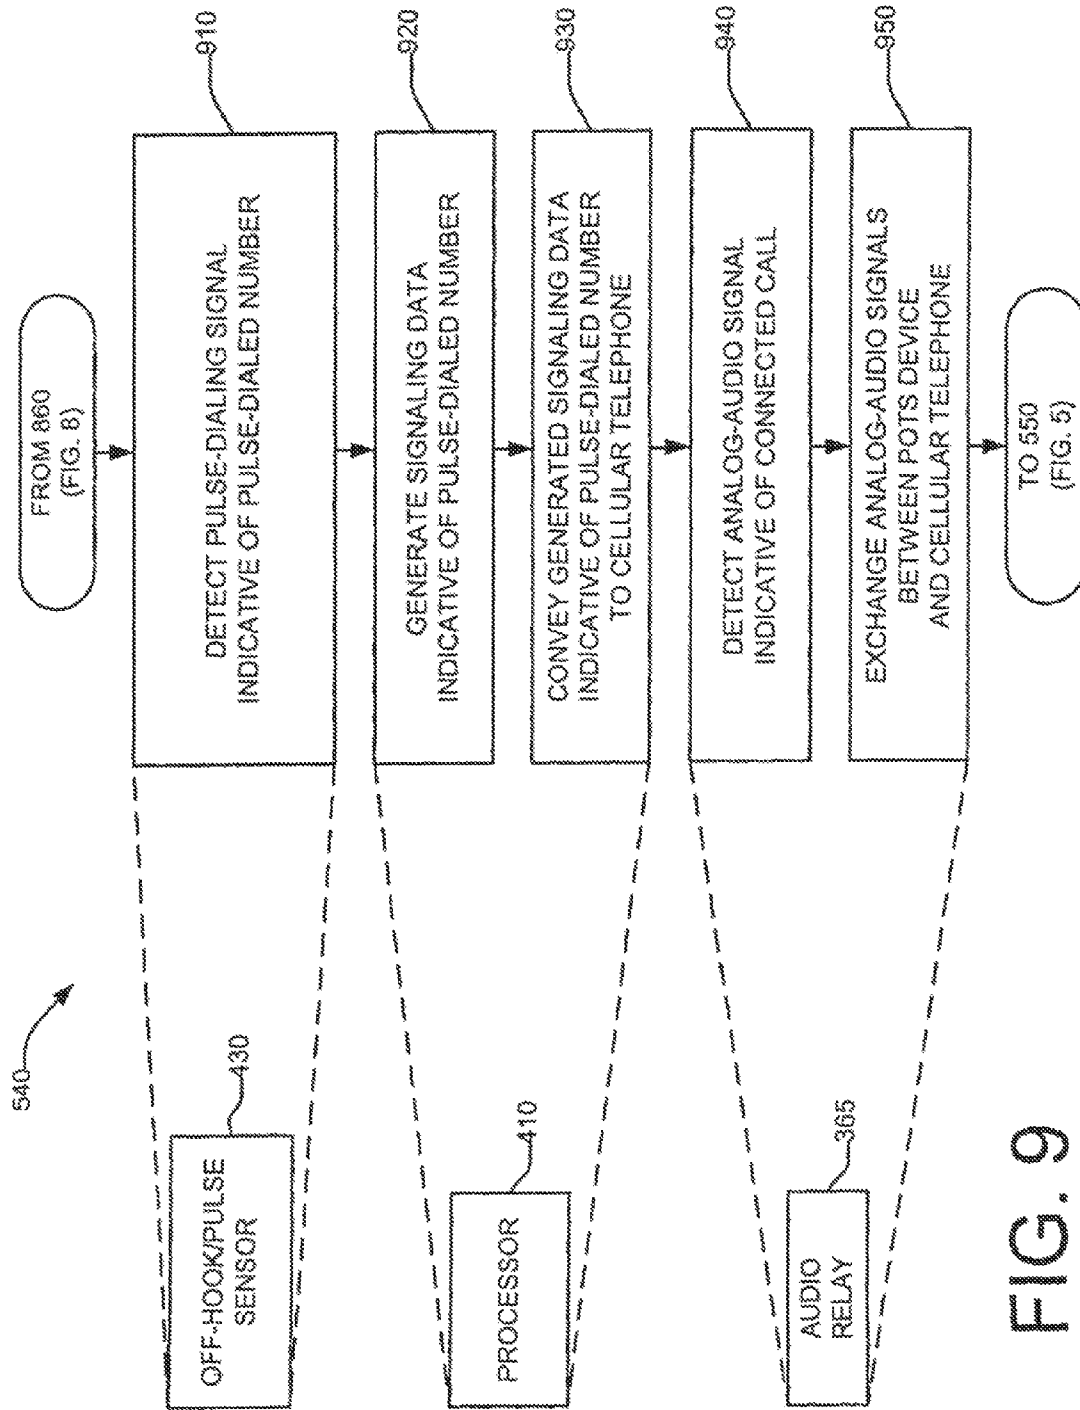 540
FROM 860
(FIG. 8)
OFF-HOOK/PULSE
SENSOR
430
DETECT PULSE-DIALING SIGNAL
INDICATIVE OF PULSE-DIALED NUMBER
910
PROCESSOR
410
GENERATE SIGNALING DATA
INDICATIVE OF PULSE-DIALED NUMBER
920
CONVEY GENERATED SIGNALING DATA
INDICATIVE OF PULSE-DIALED NUMBER
TO CELLULAR TELEPHONE
930
AUDIO
RELAY
365
DETECT ANALOG-AUDIO SIGNAL
INDICATIVE OF CONNECTED CALL
940
EXCHANGE ANALOG-AUDIO SIGNALS
BETWEEN POTS DEVICE
AND CELLULAR TELEPHONE
950
TO 550
(FIG. 5)
FIG. 9